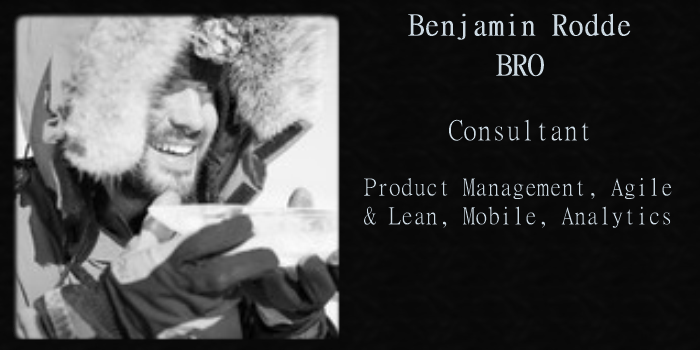 Benjamin Rodde
BRO
Consultant
Product Management, Agile
& Lean, Mobile, Analytics